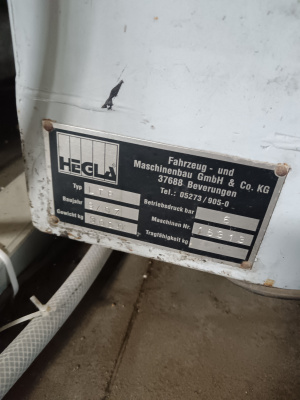 HEGLA
Fahrzeug - und
Maschinenbau GmbH & Co. KG
37688 Beverungen
Tel.: 05273/905-0
Typ
Betriebsdruck bar 6
Baujahr
Maschinen Nr.
Gewicht kg
Tragfähigkeit kg